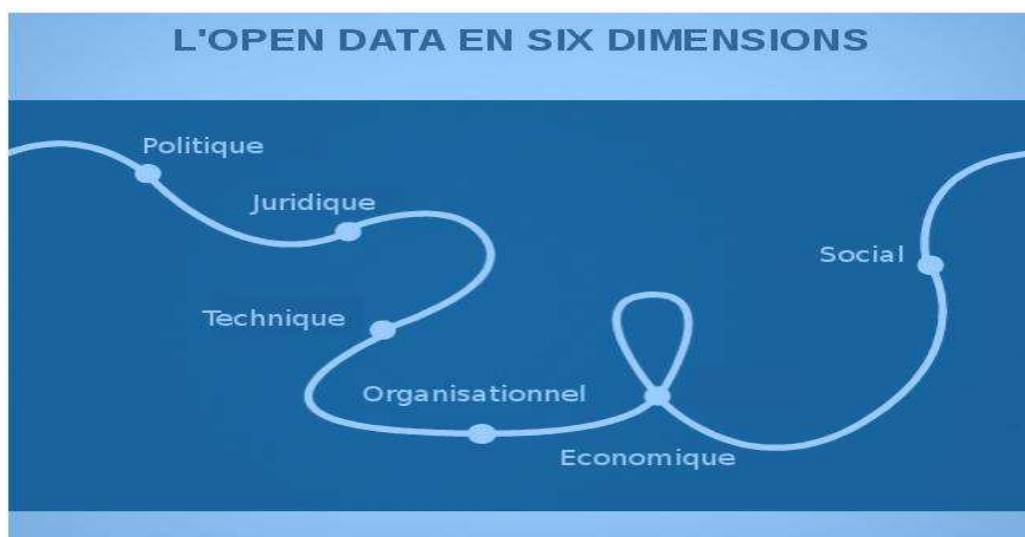 L'OPEN DATA EN SIX DIMENSIONS
Politique
Juridique
Social
Technique
Organisationnel
Economique